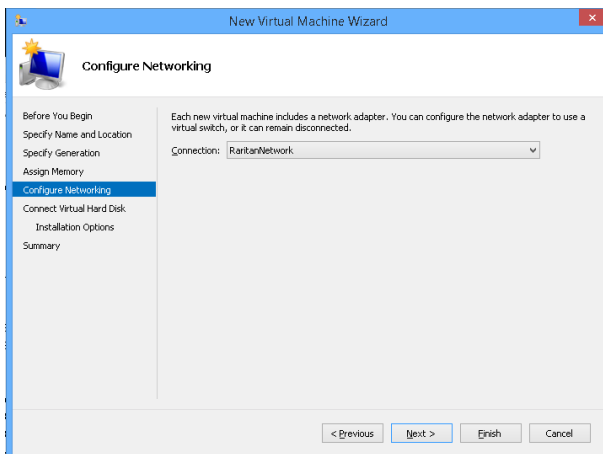 New Virtual Machine Wizard
Configure Networking
Before You Begin
Specify Name and Location
Specify Generation
Assign Memory
Configure Networking
Connect Virtual Hard Disk
Installation Options
Summary
Each new virtual machine includes a network adapter. You can configure the network adapter to use a
virtual switch, or it can remain disconnected.
Connection: RaritanNetwork
< Previous Next > Finish Cancel